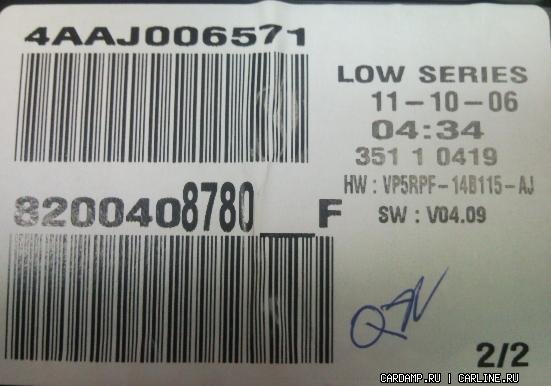 4AAJ006571
LOW SERIES
11-10-06
04:34
351 1 0419
HW : VP5RPF-14B115-AJ
SW : V04.09
8200408780__F
2/2
CARDAMP.RU | CARLINE.RU